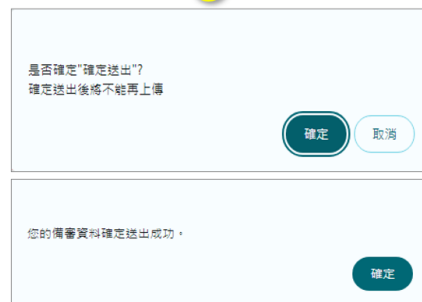 是否確定"確定送出"?
確定送出後將不能再上傳
確定
取消
您的備審資料確定送出成功。
確定